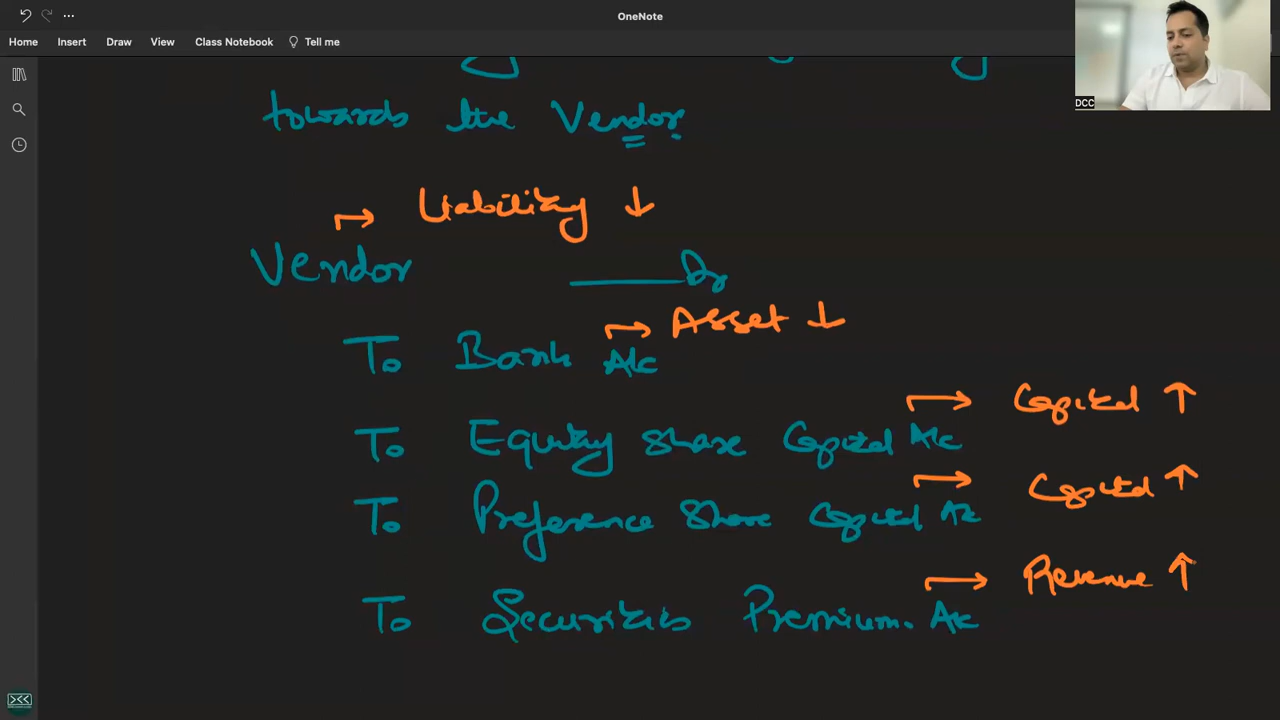 OneNote
Home Insert Draw View Class Notebook Tell me
DCC
towards the Vendor
Liability ↓
Vendor Dr
Asset ↓
To Bank A/c
Capital ↑
To Equity Share Capital A/c
Capital ↑
To Preference Share Capital A/c
Revenue ↑
To Securities Premium. A/c